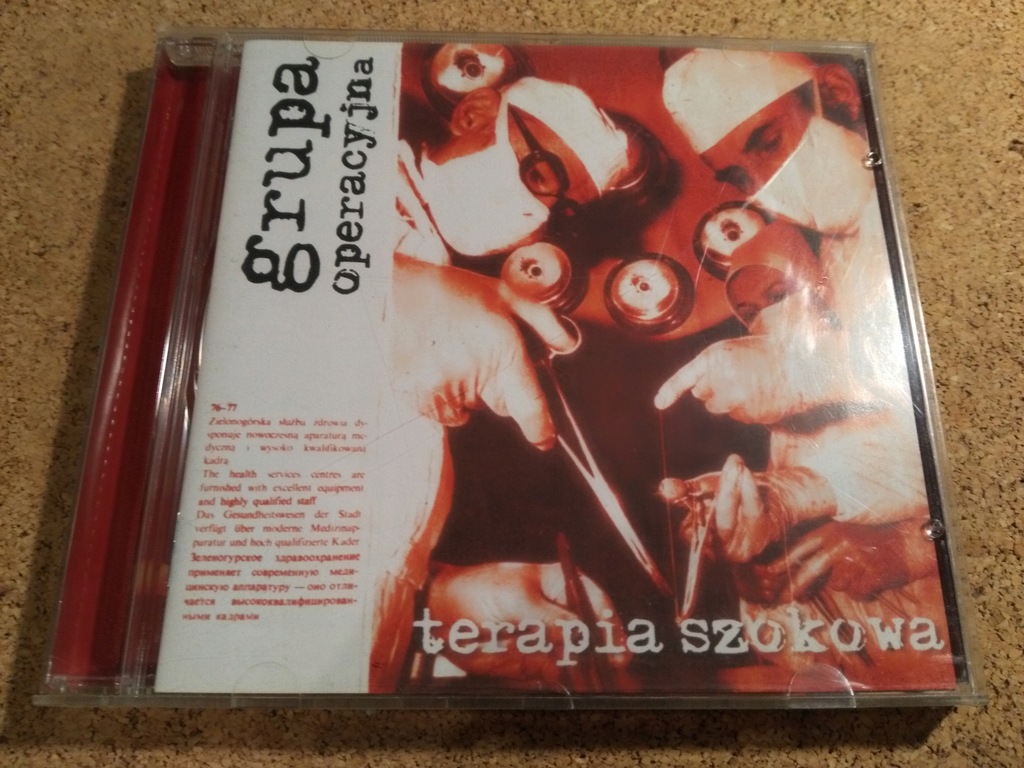 grupa
operacyjna
76-77
Zielonogórska służba zdrowia dy-
sponuje nowoczesną aparaturą me-
dyczną i wysoko kwalifikowaną
kadrą
The health services centres are
furnished with excellent equipment
and highly qualified staff
Das Gesundheitswesen der Stadt
verfügt über moderne Medizinap-
paratur und hoch qualifizierte Kader
Зеленогурское здравоохранение
применяет современную меди-
цинскую аппаратуру — оно отли-
чается высококвалифицирован-
ными кадрами
terapia szokowa